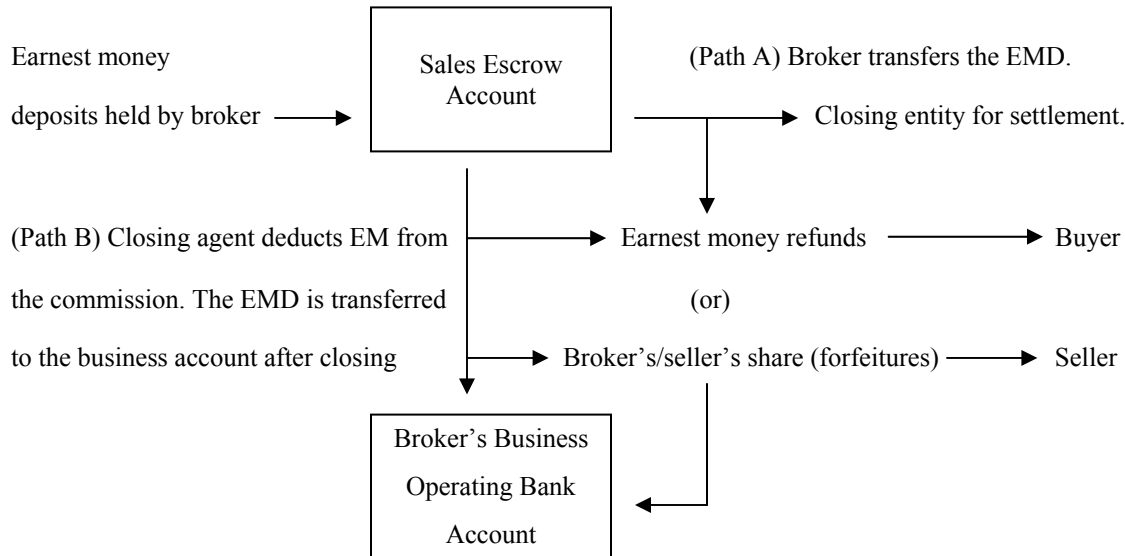 Earnest money
deposits held by broker
Sales Escrow
Account
(Path A) Broker transfers the EMD.
Closing entity for settlement.
(Path B) Closing agent deducts EM from
the commission. The EMD is transferred
to the business account after closing
Earnest money refunds
Buyer
(or)
Broker’s/seller’s share (forfeitures)
Seller
Broker’s Business
Operating Bank
Account